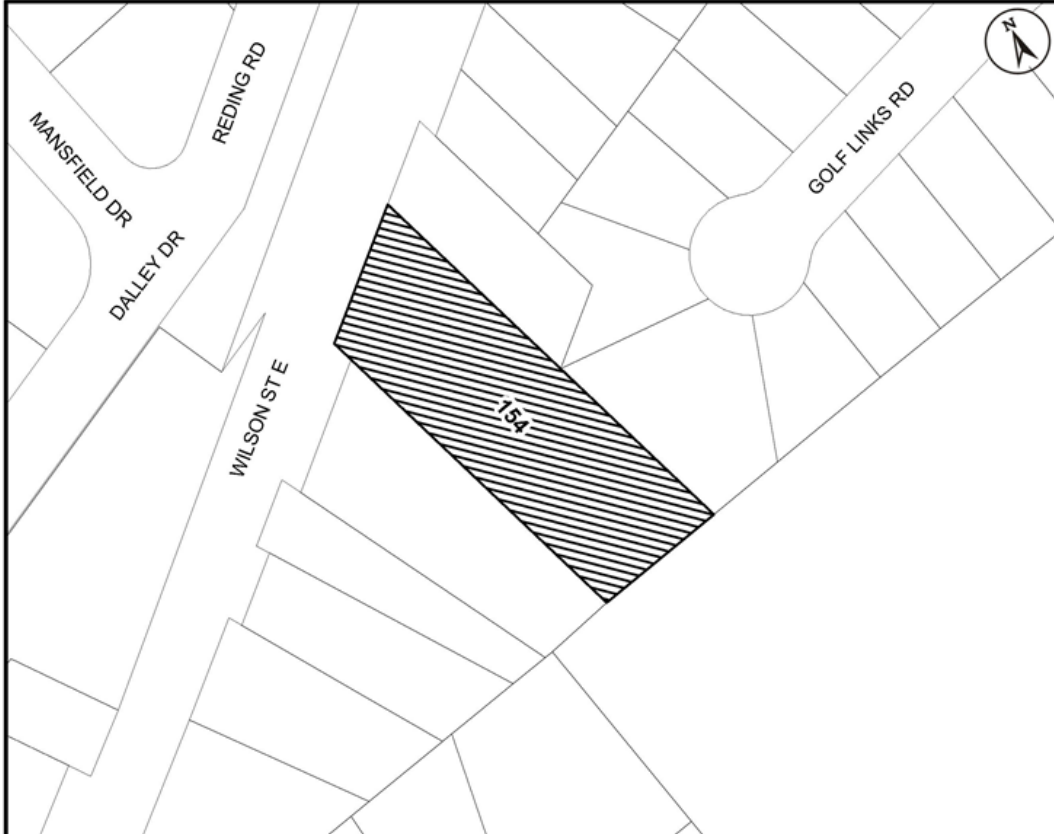 N
REDING RD
MANSFIELD DR
GOLF LINKS RD
DALLEY DR
WILSON ST E
154